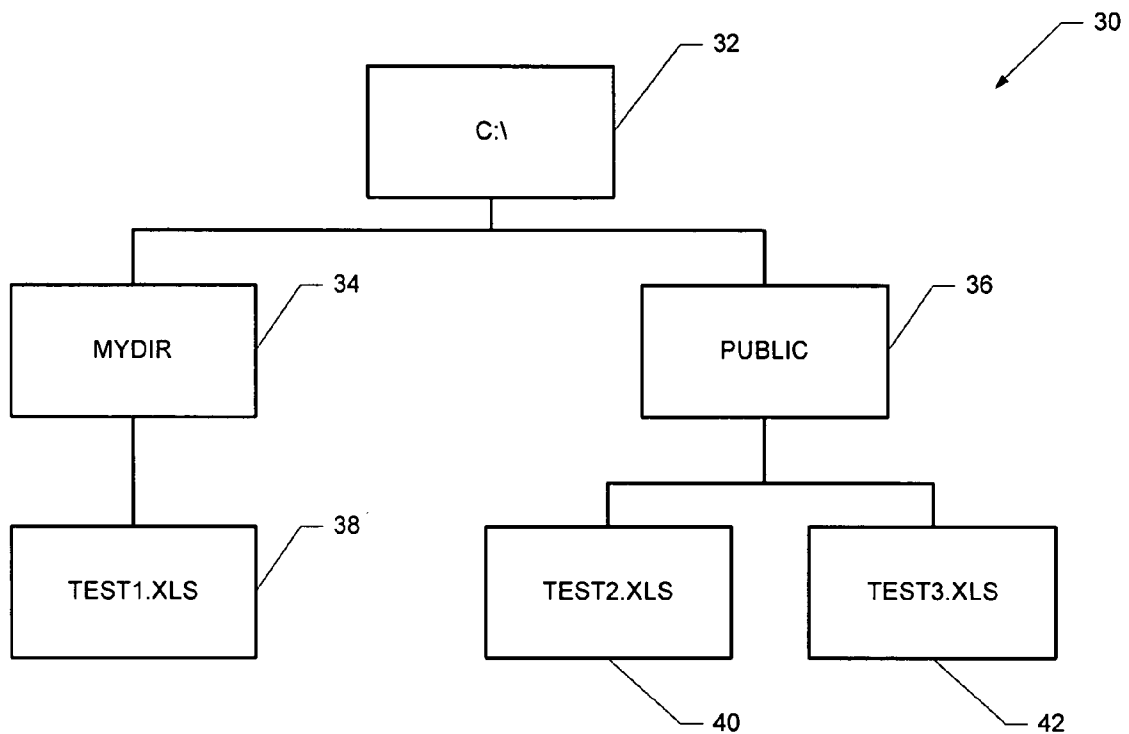 30
32
C:\
34
36
MYDIR
PUBLIC
38
TEST1.XLS
TEST2.XLS
TEST3.XLS
40
42